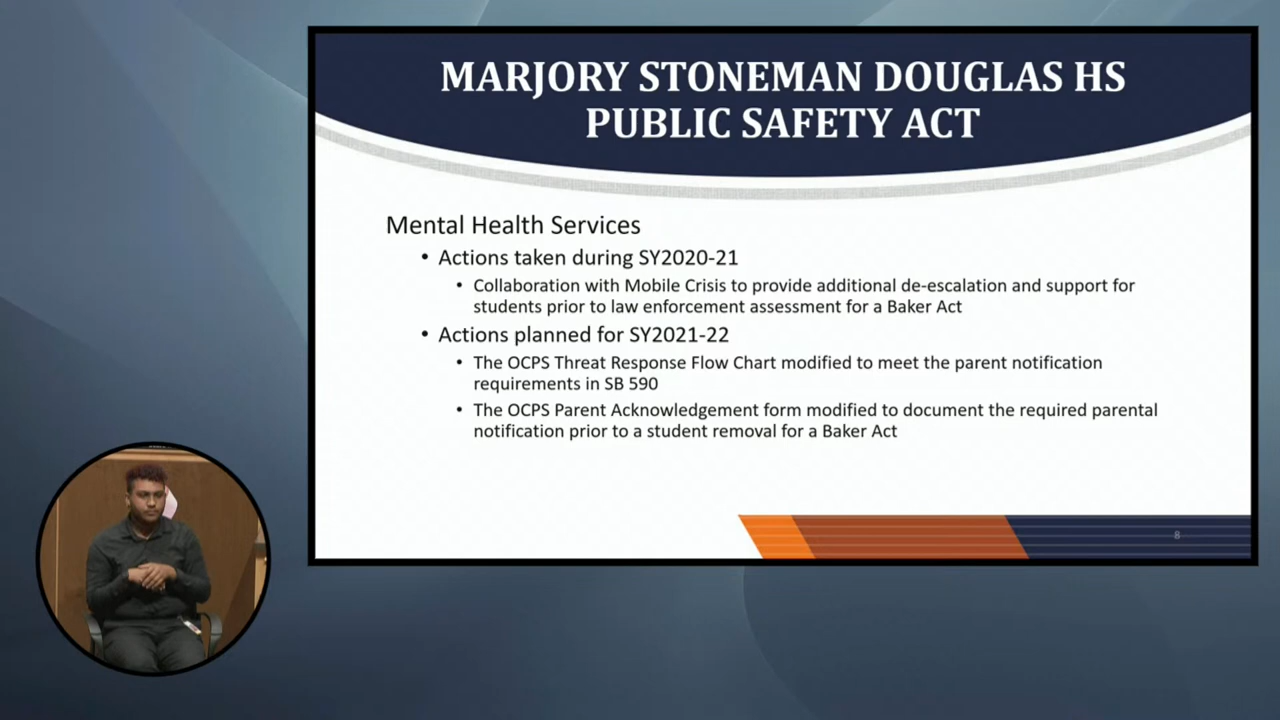 MARJORY STONEMAN DOUGLAS HS
PUBLIC SAFETY ACT
Mental Health Services
• Actions taken during SY2020-21
• Collaboration with Mobile Crisis to provide additional de-escalation and support for
students prior to law enforcement assessment for a Baker Act
• Actions planned for SY2021-22
• The OCPS Threat Response Flow Chart modified to meet the parent notification
requirements in SB 590
• The OCPS Parent Acknowledgement form modified to document the required parental
notification prior to a student removal for a Baker Act
8